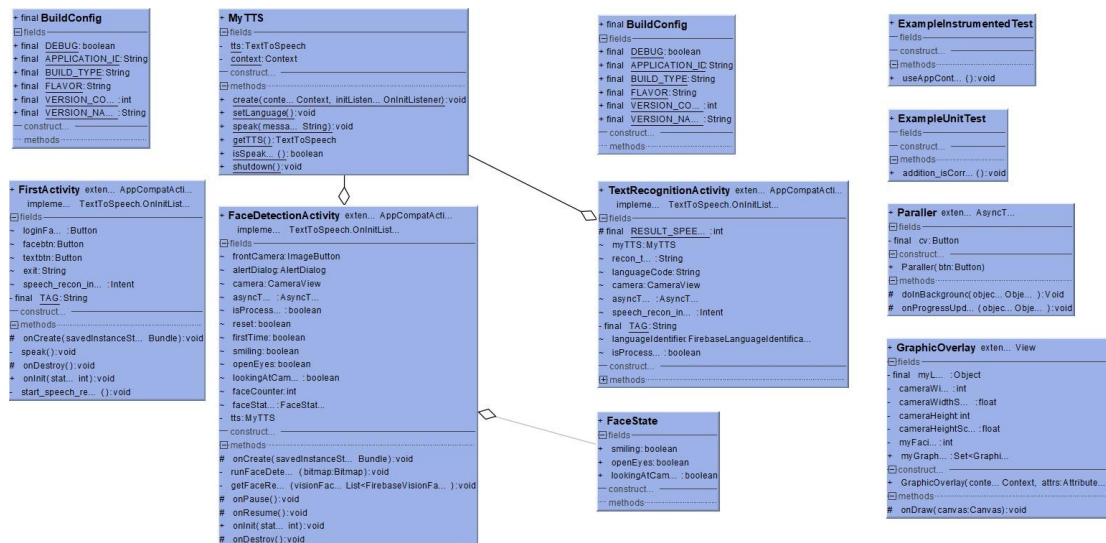 + final BuildConfig
fields
+ final DEBUG: boolean
+ final APPLICATION_ID: String
+ final BUILD_TYPE: String
+ final FLAVOR: String
+ final VERSION_CO... : int
+ final VERSION_NA... : String
construct...
methods
+ MyTTS
fields
- tts: TextToSpeech
- context: Context
construct...
methods
+ create(conte... Context, initListen... OnInitListener): void
+ setLanguage(): void
+ speak(messa... String): void
+ getTTS(): TextToSpeech
+ isSpeak... (): boolean
+ shutdown(): void
+ final BuildConfig
fields
+ final DEBUG: boolean
+ final APPLICATION_ID: String
+ final BUILD_TYPE: String
+ final FLAVOR: String
+ final VERSION_CO... : int
+ final VERSION_NA... : String
construct...
methods
+ ExampleInstrumentedTest
fields
construct...
methods
+ useAppCont... (): void
+ ExampleUnitTest
fields
construct...
methods
+ addition_isCorr... (): void
+ FirstActivity exten... AppCompatActi...
impleme... TextToSpeech.OnInitList...
fields
~ loginFa... : Button
~ facebtn: Button
~ textbtn: Button
~ exit: String
~ speech_recon_in... : Intent
- final TAG: String
construct...
methods
# onCreate(savedInstanceSt... Bundle): void
- speak(): void
# onDestroy(): void
+ onInit(stat... int): void
- start_speech_re... (): void
+ FaceDetectionActivity exten... AppCompatActi...
impleme... TextToSpeech.OnInitList...
fields
~ frontCamera: ImageButton
~ alertDialog: AlertDialog
~ camera: CameraView
~ asyncT... : AsyncT...
~ isProcess... : boolean
~ reset: boolean
~ firstTime: boolean
~ smiling: boolean
~ openEyes: boolean
~ lookingAtCam... : boolean
~ faceCounter: int
~ faceStat... : FaceStat...
- tts: MyTTS
construct...
methods
# onCreate(savedInstanceSt... Bundle): void
- runFaceDete... (bitmap: Bitmap): void
- getFaceRe... (visionFac... List<FirebaseVisionFa... ): void
# onPause(): void
# onResume(): void
+ onInit(stat... int): void
# onDestroy(): void
+ TextRecognitionActivity exten... AppCompatActi...
impleme... TextToSpeech.OnInitList...
fields
# final RESULT_SPEE... : int
~ myTTS: MyTTS
~ recon_t... : String
~ languageCode: String
~ camera: CameraView
~ asyncT... : AsyncT...
~ speech_recon_in... : Intent
- final TAG: String
~ languageIdentifier: FirebaseLanguageIdentifica...
~ isProcess... : boolean
construct...
methods
+ FaceState
fields
+ smiling: boolean
+ openEyes: boolean
+ lookingAtCam... : boolean
construct...
methods
+ Paraller exten... AsyncT...
fields
- final cv: Button
construct...
+ Paraller(btn: Button)
methods
# doInBackground(objec... Obje... ): Void
# onProgressUpd... (objec... Obje... ): void
+ GraphicOverlay exten... View
fields
- final myL... : Object
- cameraWi... : int
- cameraWidthS... : float
- cameraHeight: int
- cameraHeightSc... : float
- myFaci... : int
+ myGraph... : Set<Graphi...
construct...
+ GraphicOverlay(conte... Context, attrs: Attribute...
methods
# onDraw(canvas: Canvas): void